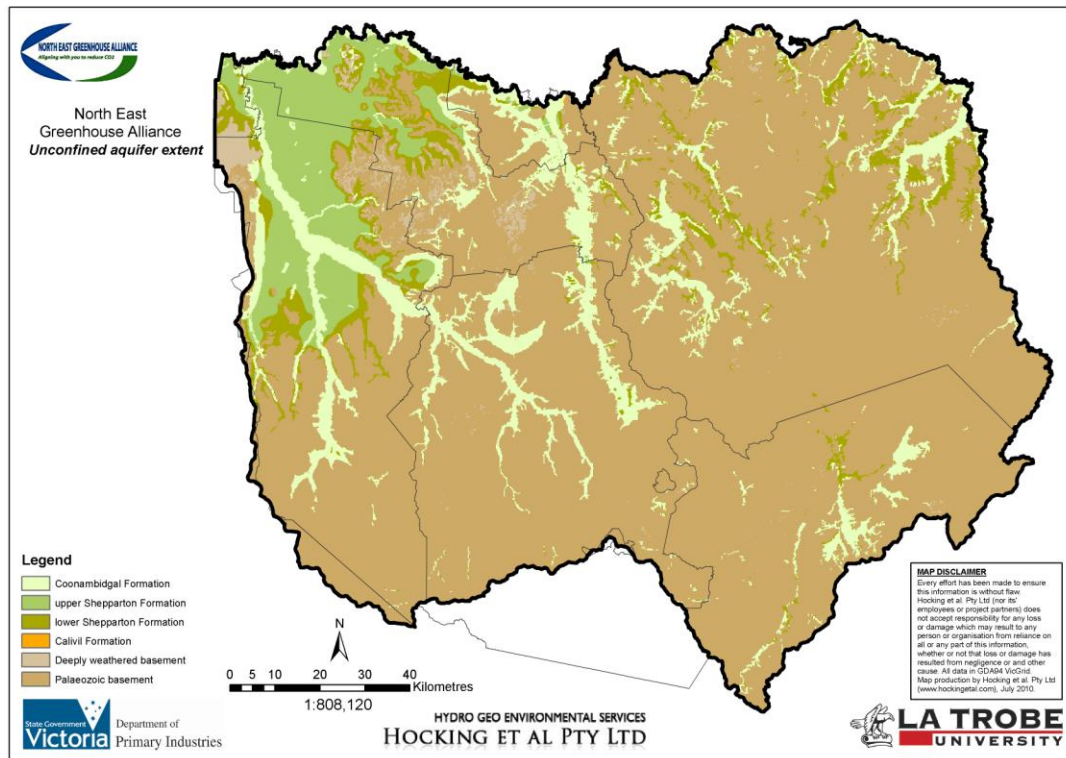 NORTH EAST GREENHOUSE ALLIANCE
Aligning with you to reduce CO2
North East
Greenhouse Alliance
Unconfined aquifer extent
Legend
Coonambidgal Formation
upper Shepparton Formation
lower Shepparton Formation
Calivil Formation
Deeply weathered basement
Palaeozoic basement
N
0 5 10 20 30 40
Kilometres
1:808,120
MAP DISCLAIMER
Every effort has been made to ensure
this information is without flaw.
Hocking et al. Pty Ltd (nor its'
employees or project partners) does
not accept responsibility for any loss
or damage which may result to any
person or organisation from reliance on
all or any part of this information,
whether or not that loss or damage has
resulted from negligence or and other
cause. All data in GDA94 VicGrid.
Map production by Hocking et al. Pty Ltd
(www.hockingetal.com), July 2010.
State Government
Victoria
Department of
Primary Industries
HYDRO GEO ENVIRONMENTAL SERVICES
HOCKING ET AL PTY LTD
LA TROBE
UNIVERSITY